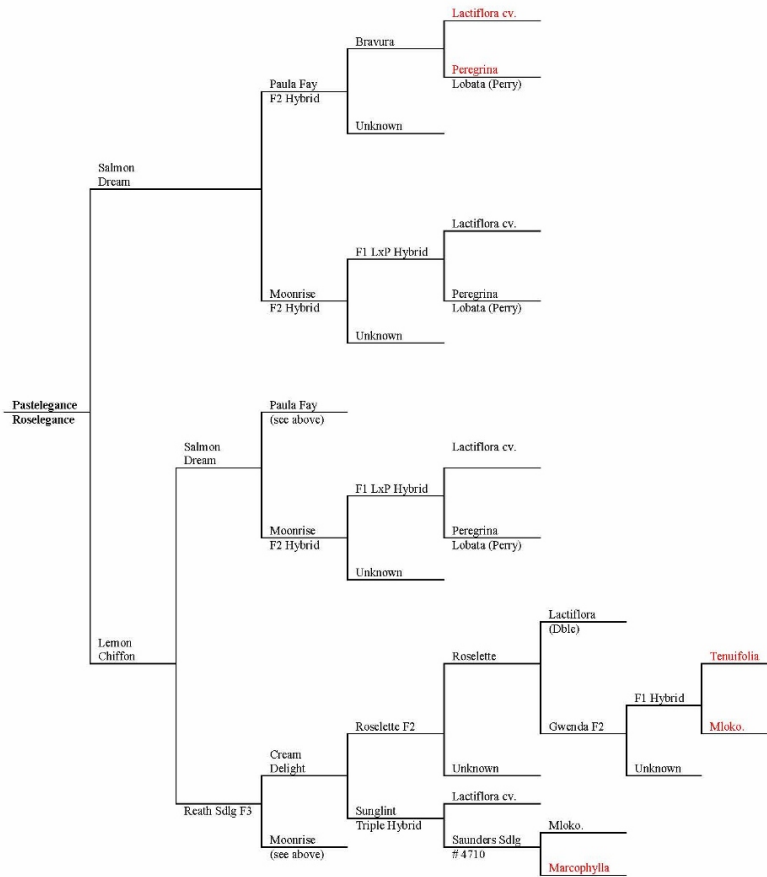 Lactiflora cv.
Bravura
Peregrina
Lobata (Perry)
Paula Fay
F2 Hybrid
Unknown
Salmon
Dream
Lactiflora cv.
F1 LxP Hybrid
Moonrise
F2 Hybrid
Peregrina
Lobata (Perry)
Unknown
Pastelegance
Roselegance
Paula Fay
(see above)
Salmon
Dream
Lactiflora cv.
F1 LxP Hybrid
Moonrise
F2 Hybrid
Peregrina
Lobata (Perry)
Unknown
Lemon
Chiffon
Lactiflora
(Dble)
Roselette
Tenuifolia
F1 Hybrid
Roselette F2
Gwenda F2
Mloko.
Cream
Delight
Unknown
Unknown
Reath Sdlg F3
Lactiflora cv.
Sunglint
Triple Hybrid
Mloko.
Moonrise
(see above)
Saunders Sdlg
# 4710
Marcophylla